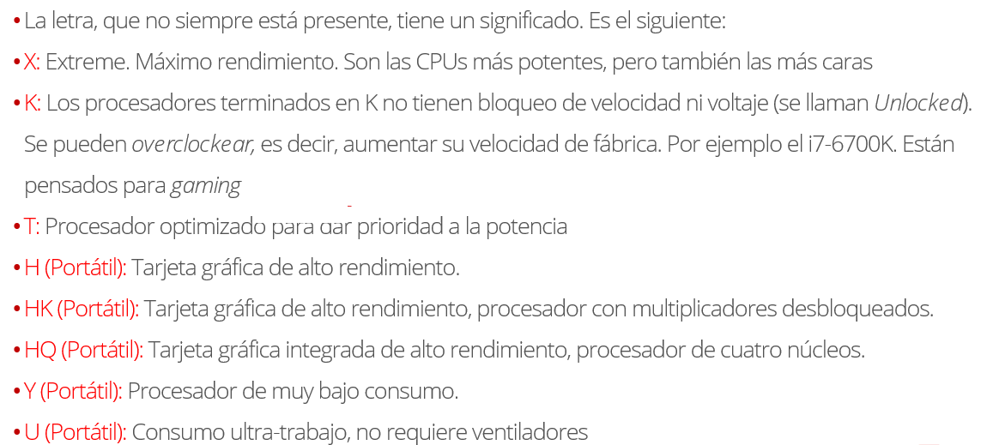 • La letra, que no siempre está presente, tiene un significado. Es el siguiente:
• X: Extreme. Máximo rendimiento. Son las CPUs más potentes, pero también las más caras
• K: Los procesadores terminados en K no tienen bloqueo de velocidad ni voltaje (se llaman Unlocked).
Se pueden overclockear, es decir, aumentar su velocidad de fábrica. Por ejemplo el i7-6700K. Están
pensados para gaming
• T: Procesador optimizado para dar prioridad a la potencia
• H (Portátil): Tarjeta gráfica de alto rendimiento.
• HK (Portátil): Tarjeta gráfica de alto rendimiento, procesador con multiplicadores desbloqueados.
• HQ (Portátil): Tarjeta gráfica integrada de alto rendimiento, procesador de cuatro núcleos.
• Y (Portátil): Procesador de muy bajo consumo.
• U (Portátil): Consumo ultra-trabajo, no requiere ventiladores